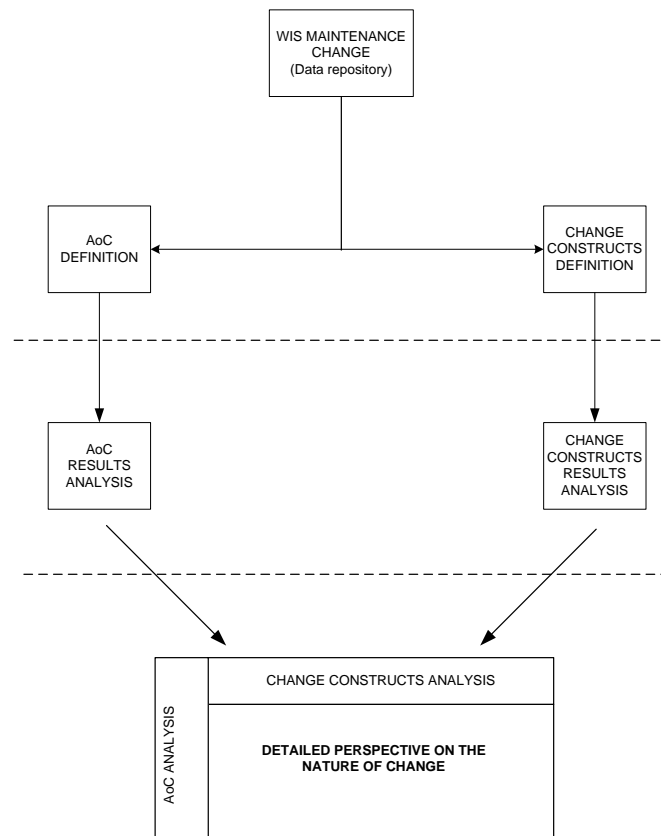 WIS MAINTENANCE
CHANGE
(Data repository)
AoC
DEFINITION
CHANGE
CONSTRUCTS
DEFINITION
AoC
RESULTS
ANALYSIS
CHANGE
CONSTRUCTS
RESULTS
ANALYSIS
CHANGE CONSTRUCTS ANALYSIS
AoC ANALYSIS
DETAILED PERSPECTIVE ON THE
NATURE OF CHANGE